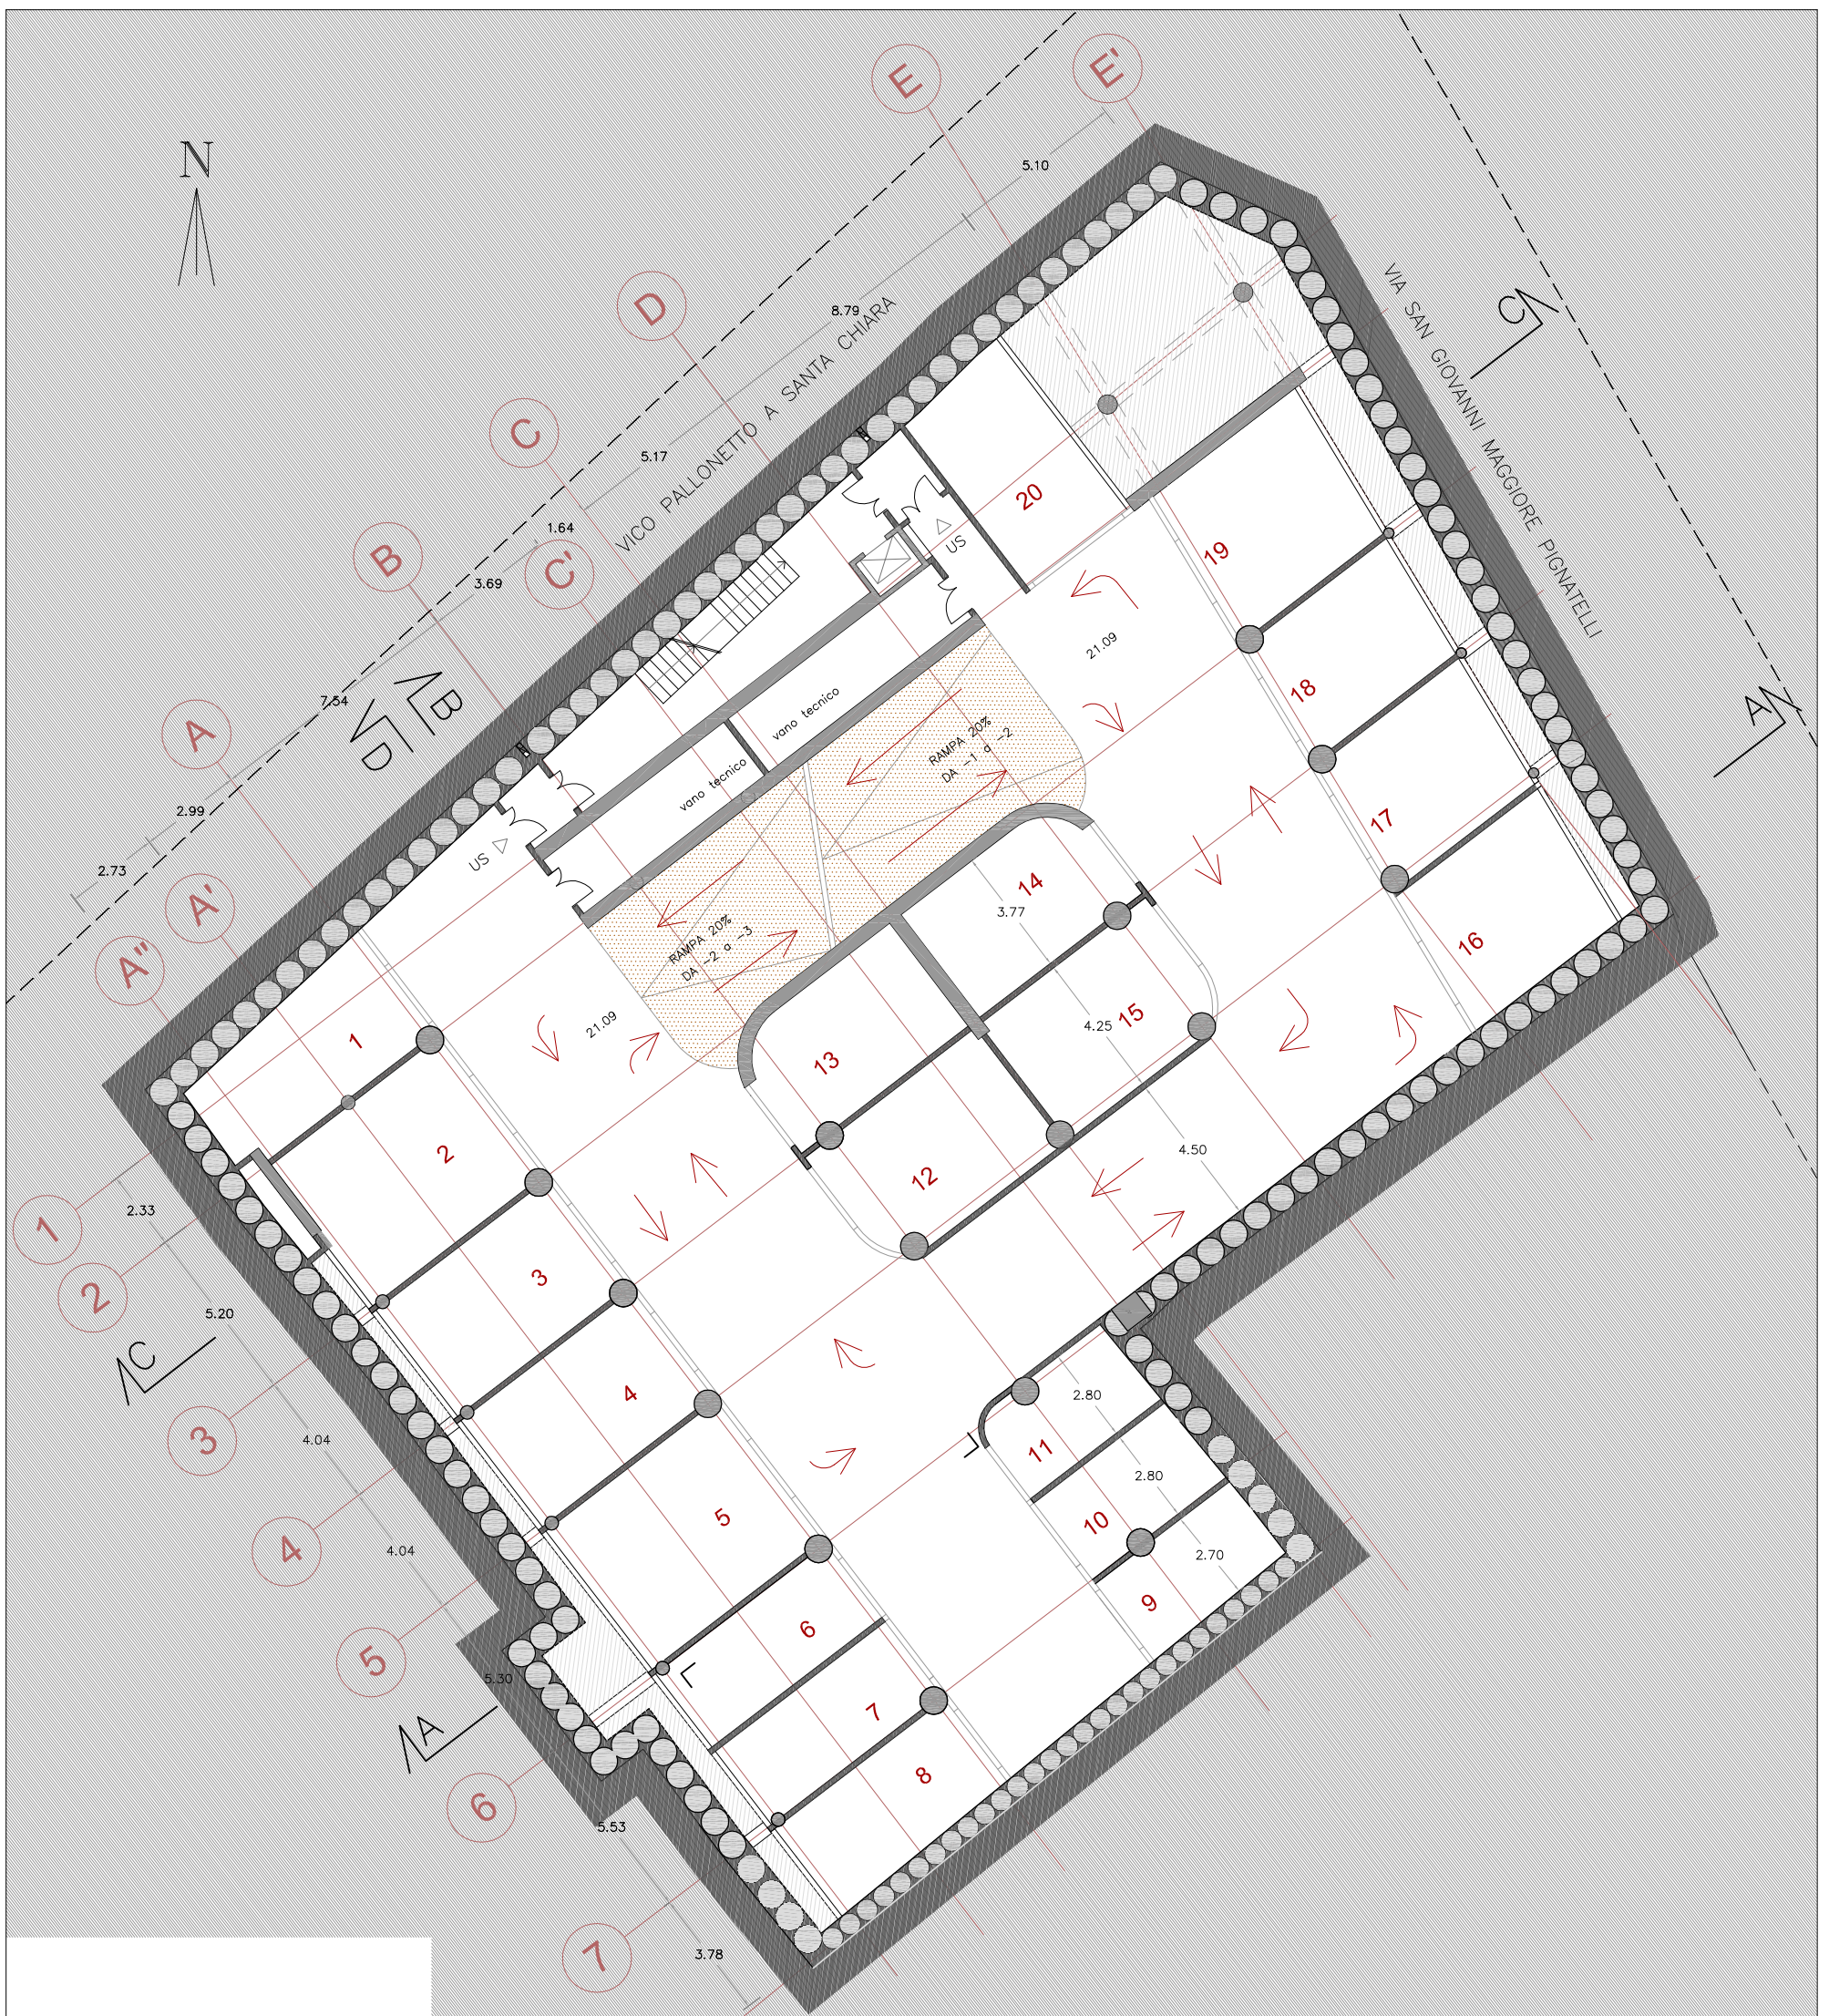 N
E
E'
5.10
D
8.79
VICO PALLONETTO A SANTA CHIARA
VIA SAN GIOVANNI MAGGIORE PIGNATELLI
C
C
5.17
1.64
C'
B
3.69
7.54
B
D
A
2.99
2.73
A'
A''
A
20
US
19
21.09
18
vano tecnico
vano tecnico
RAMPA 20%
DA -1 a -2
RAMPA 20%
DA -2 a -3
US
17
16
14
3.77
15
4.25
13
12
21.09
4.50
1
2
3
4
5
6
7
8
1
2
2.33
5.20
C
3
4.04
4
4.04
5
5.30
A
6
5.53
7
3.78
2.80
11
2.80
10
2.70
9